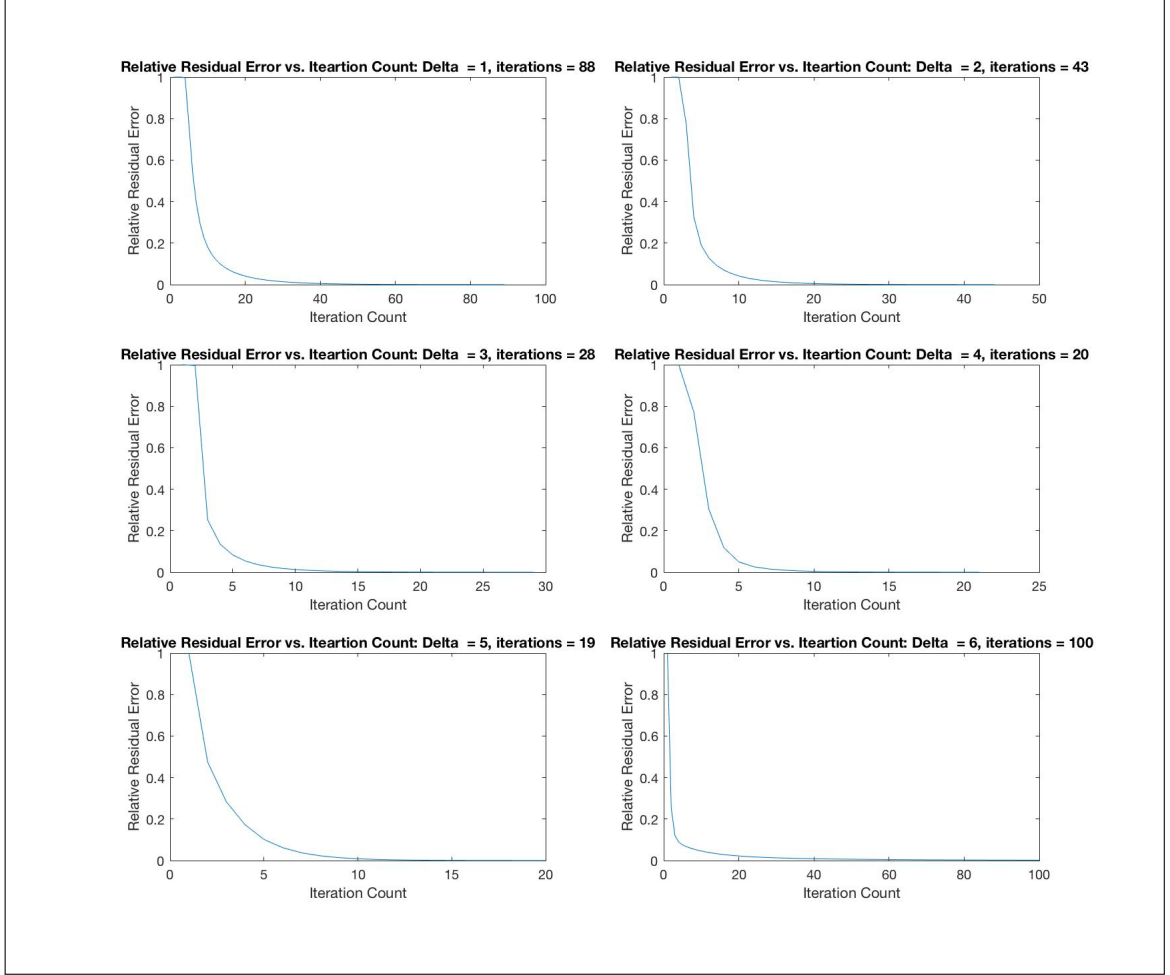 Relative Residual Error vs. Iteartion Count: Delta = 1, iterations = 88
Relative Residual Error
1
0.8
0.6
0.4
0.2
0
0 20 40 60 80 100
Iteration Count
Relative Residual Error vs. Iteartion Count: Delta = 2, iterations = 43
Relative Residual Error
1
0.8
0.6
0.4
0.2
0
0 10 20 30 40 50
Iteration Count
Relative Residual Error vs. Iteartion Count: Delta = 3, iterations = 28
Relative Residual Error
1
0.8
0.6
0.4
0.2
0
0 5 10 15 20 25 30
Iteration Count
Relative Residual Error vs. Iteartion Count: Delta = 4, iterations = 20
Relative Residual Error
1
0.8
0.6
0.4
0.2
0
0 5 10 15 20 25
Iteration Count
Relative Residual Error vs. Iteartion Count: Delta = 5, iterations = 19
Relative Residual Error
1
0.8
0.6
0.4
0.2
0
0 5 10 15 20
Iteration Count
Relative Residual Error vs. Iteartion Count: Delta = 6, iterations = 100
Relative Residual Error
1
0.8
0.6
0.4
0.2
0
0 20 40 60 80 100
Iteration Count